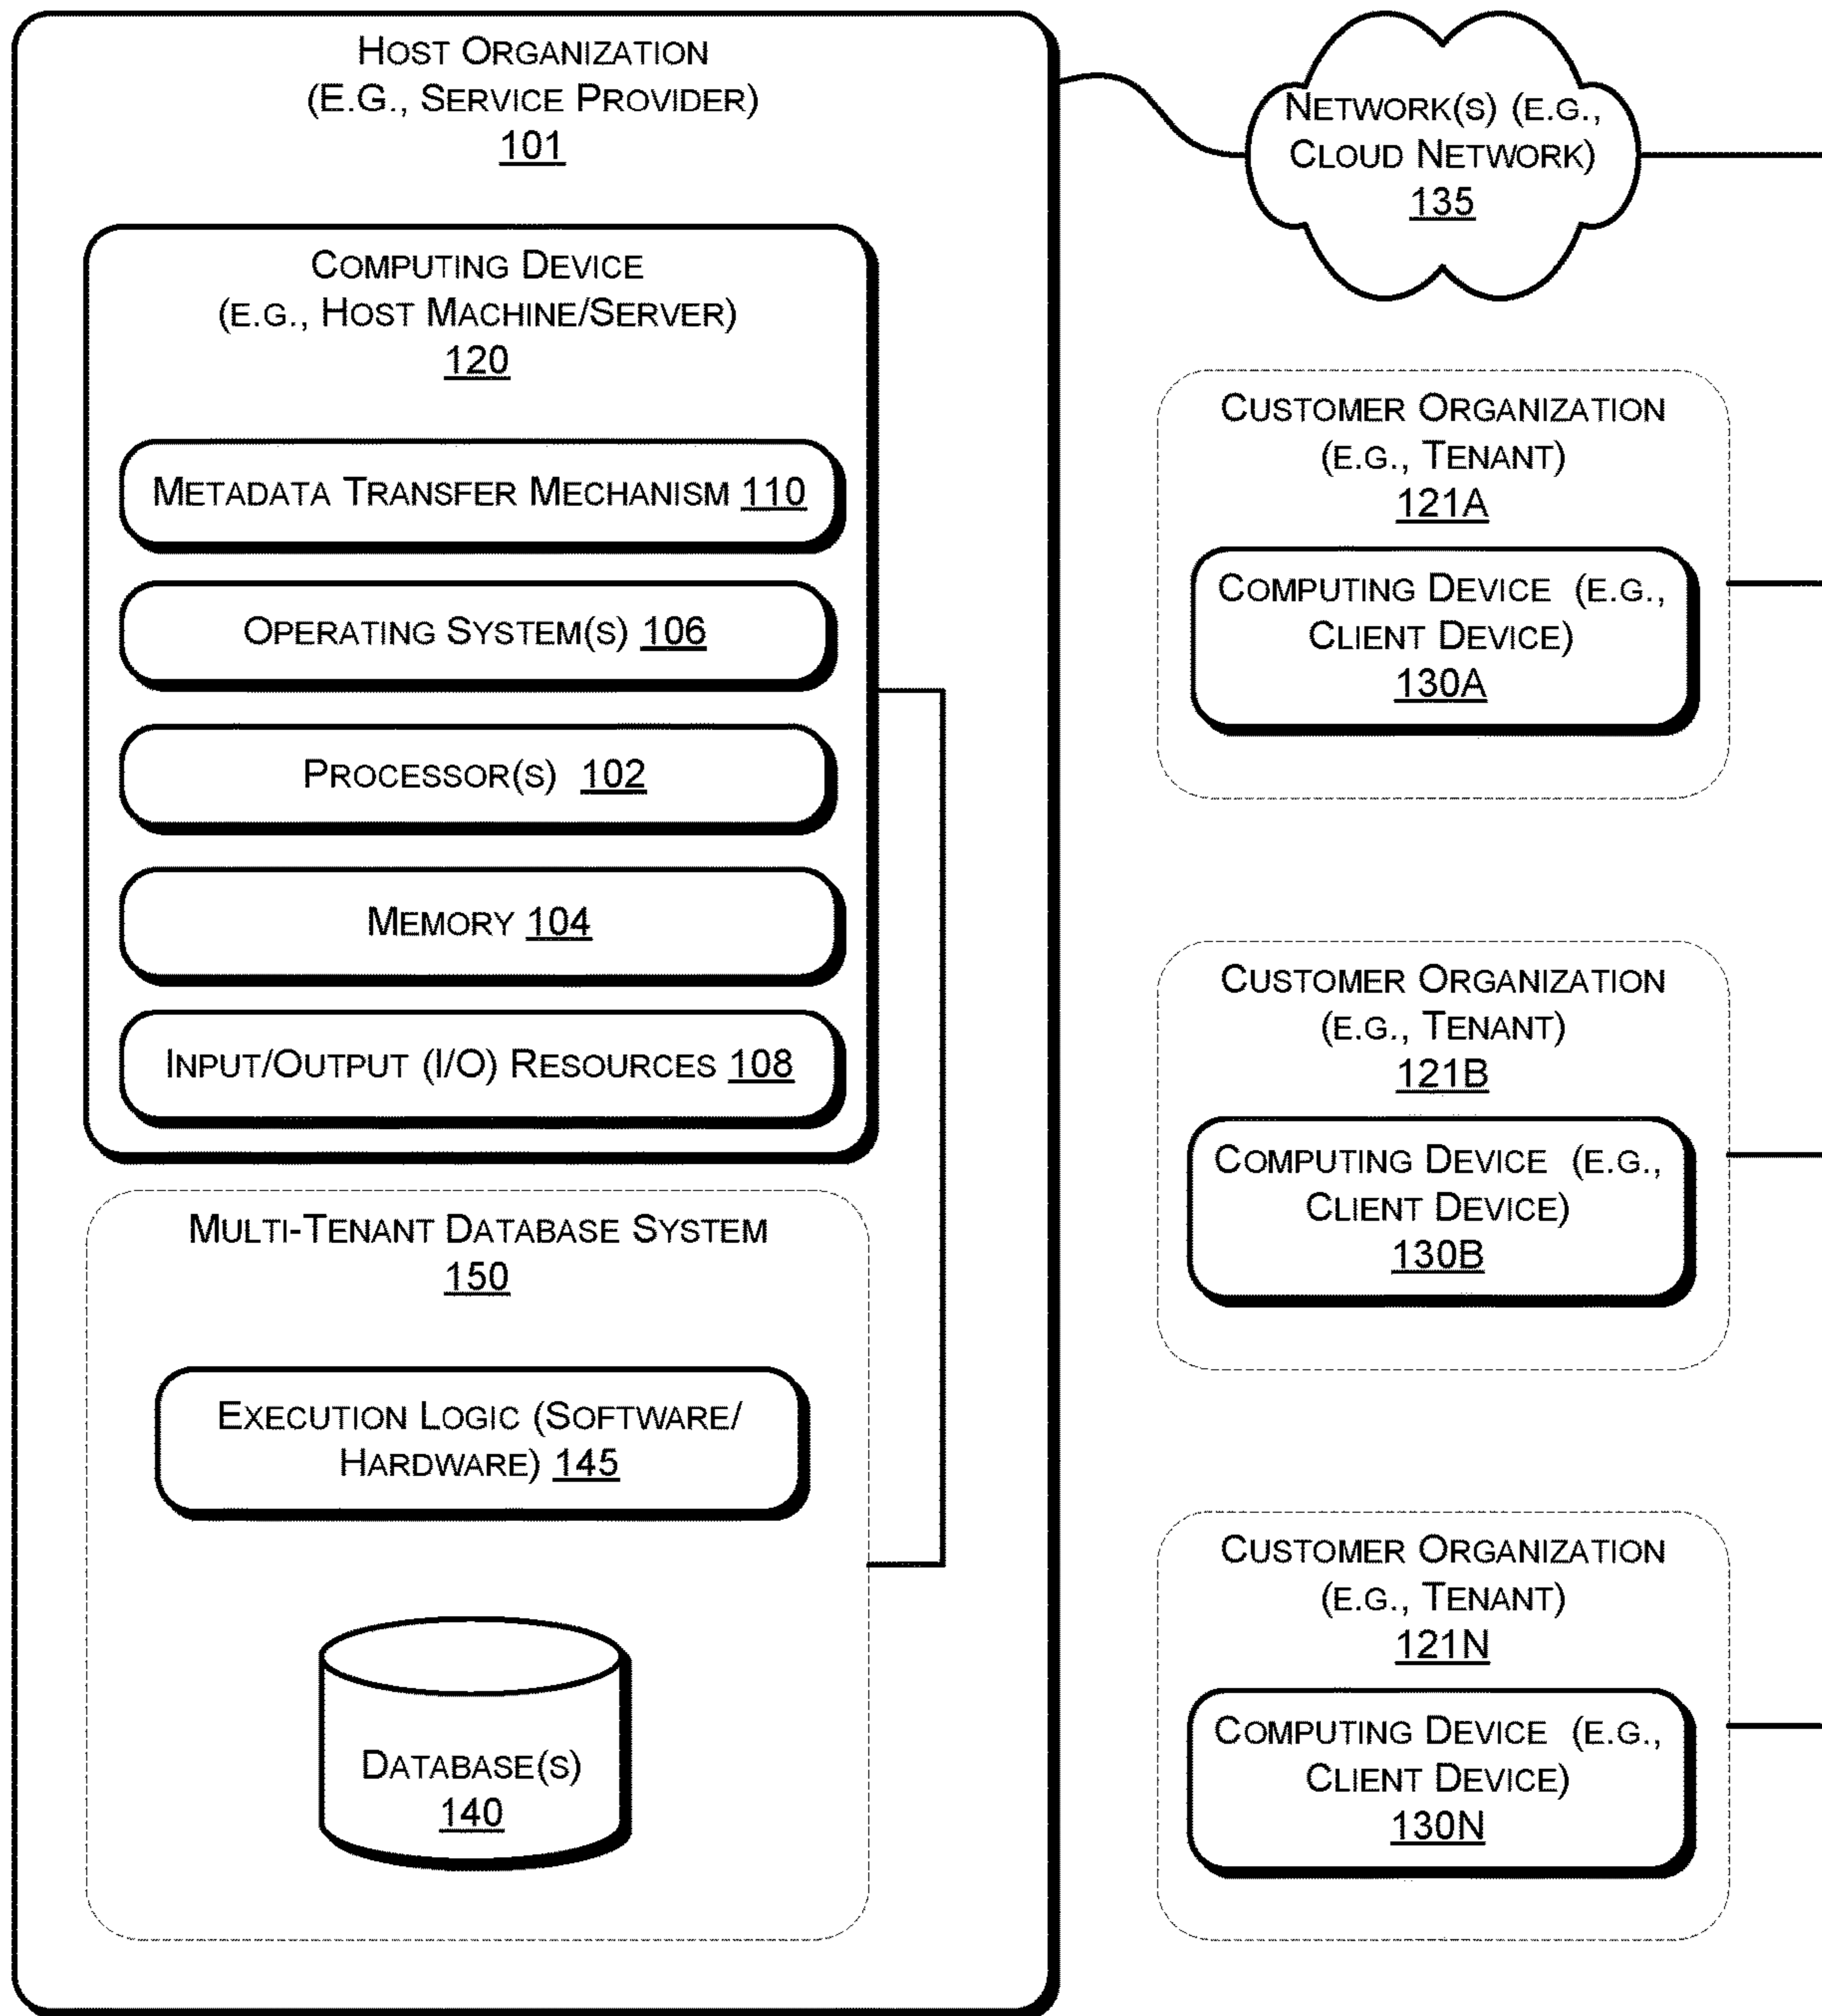 HOST ORGANIZATION
(E.G., SERVICE PROVIDER)
101
COMPUTING DEVICE
(E.G., HOST MACHINE/SERVER)
120
METADATA TRANSFER MECHANISM 110
OPERATING SYSTEM(S) 106
PROCESSOR(S) 102
MEMORY 104
INPUT/OUTPUT (I/O) RESOURCES 108
MULTI-TENANT DATABASE SYSTEM
150
EXECUTION LOGIC (SOFTWARE/
HARDWARE) 145
DATABASE(S)
140
NETWORK(S) (E.G.,
CLOUD NETWORK)
135
CUSTOMER ORGANIZATION
(E.G., TENANT)
121A
COMPUTING DEVICE (E.G.,
CLIENT DEVICE)
130A
CUSTOMER ORGANIZATION
(E.G., TENANT)
121B
COMPUTING DEVICE (E.G.,
CLIENT DEVICE)
130B
CUSTOMER ORGANIZATION
(E.G., TENANT)
121N
COMPUTING DEVICE (E.G.,
CLIENT DEVICE)
130N